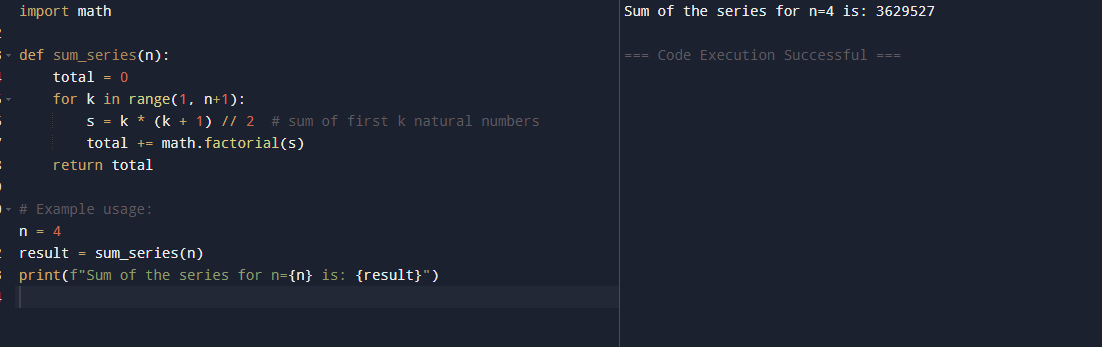 import math
def sum_series(n):
    total = 0
    for k in range(1, n+1):
        s = k * (k + 1) // 2  # sum of first k natural numbers
        total += math.factorial(s)
    return total
# Example usage:
n = 4
result = sum_series(n)
print(f"Sum of the series for n={n} is: {result}")
Sum of the series for n=4 is: 3629527
=== Code Execution Successful ===